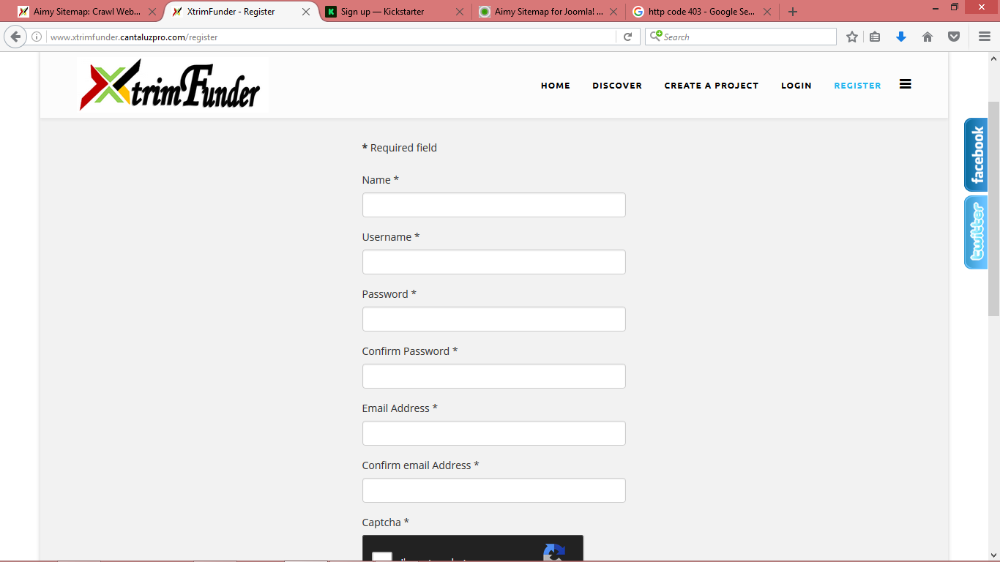 Aimy Sitemap: Crawl Web...
XtrimFunder - Register
Sign up — Kickstarter
Aimy Sitemap for Joomla! ...
http code 403 - Google Se...
www.xtrimfunder.cantaluzpro.com/register
Search
XtrimFunder
HOME
DISCOVER
CREATE A PROJECT
LOGIN
REGISTER
facebook
twitter
* Required field
Name *
Username *
Password *
Confirm Password *
Email Address *
Confirm email Address *
Captcha *